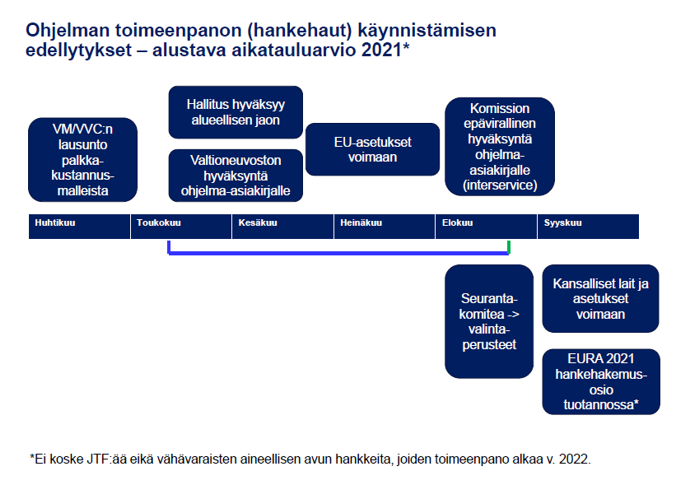 Ohjelman toimeenpanon (hankehaut) käynnistämisen
edellytykset – alustava aikatauluarvio 2021*
VM/VVC:n
lausunto
palkka-
kustannus-
malleista
Hallitus hyväksyy
alueellisen jaon
Valtioneuvoston
hyväksyntä
ohjelma-asiakirjalle
EU-asetukset
voimaan
Komission
epävirallinen
hyväksyntä
ohjelma-
asiakirjalle
(interservice)
Huhtikuu
Toukokuu
Kesäkuu
Heinäkuu
Elokuu
Syyskuu
Seuranta-
komitea ->
valinta-
perusteet
Kansalliset lait ja
asetukset
voimaan
EURA 2021
hankehakemus-
osio
tuotannossa*
*Ei koske JTF:ää eikä vähävaraisten aineellisen avun hankkeita, joiden toimeenpano alkaa v. 2022.